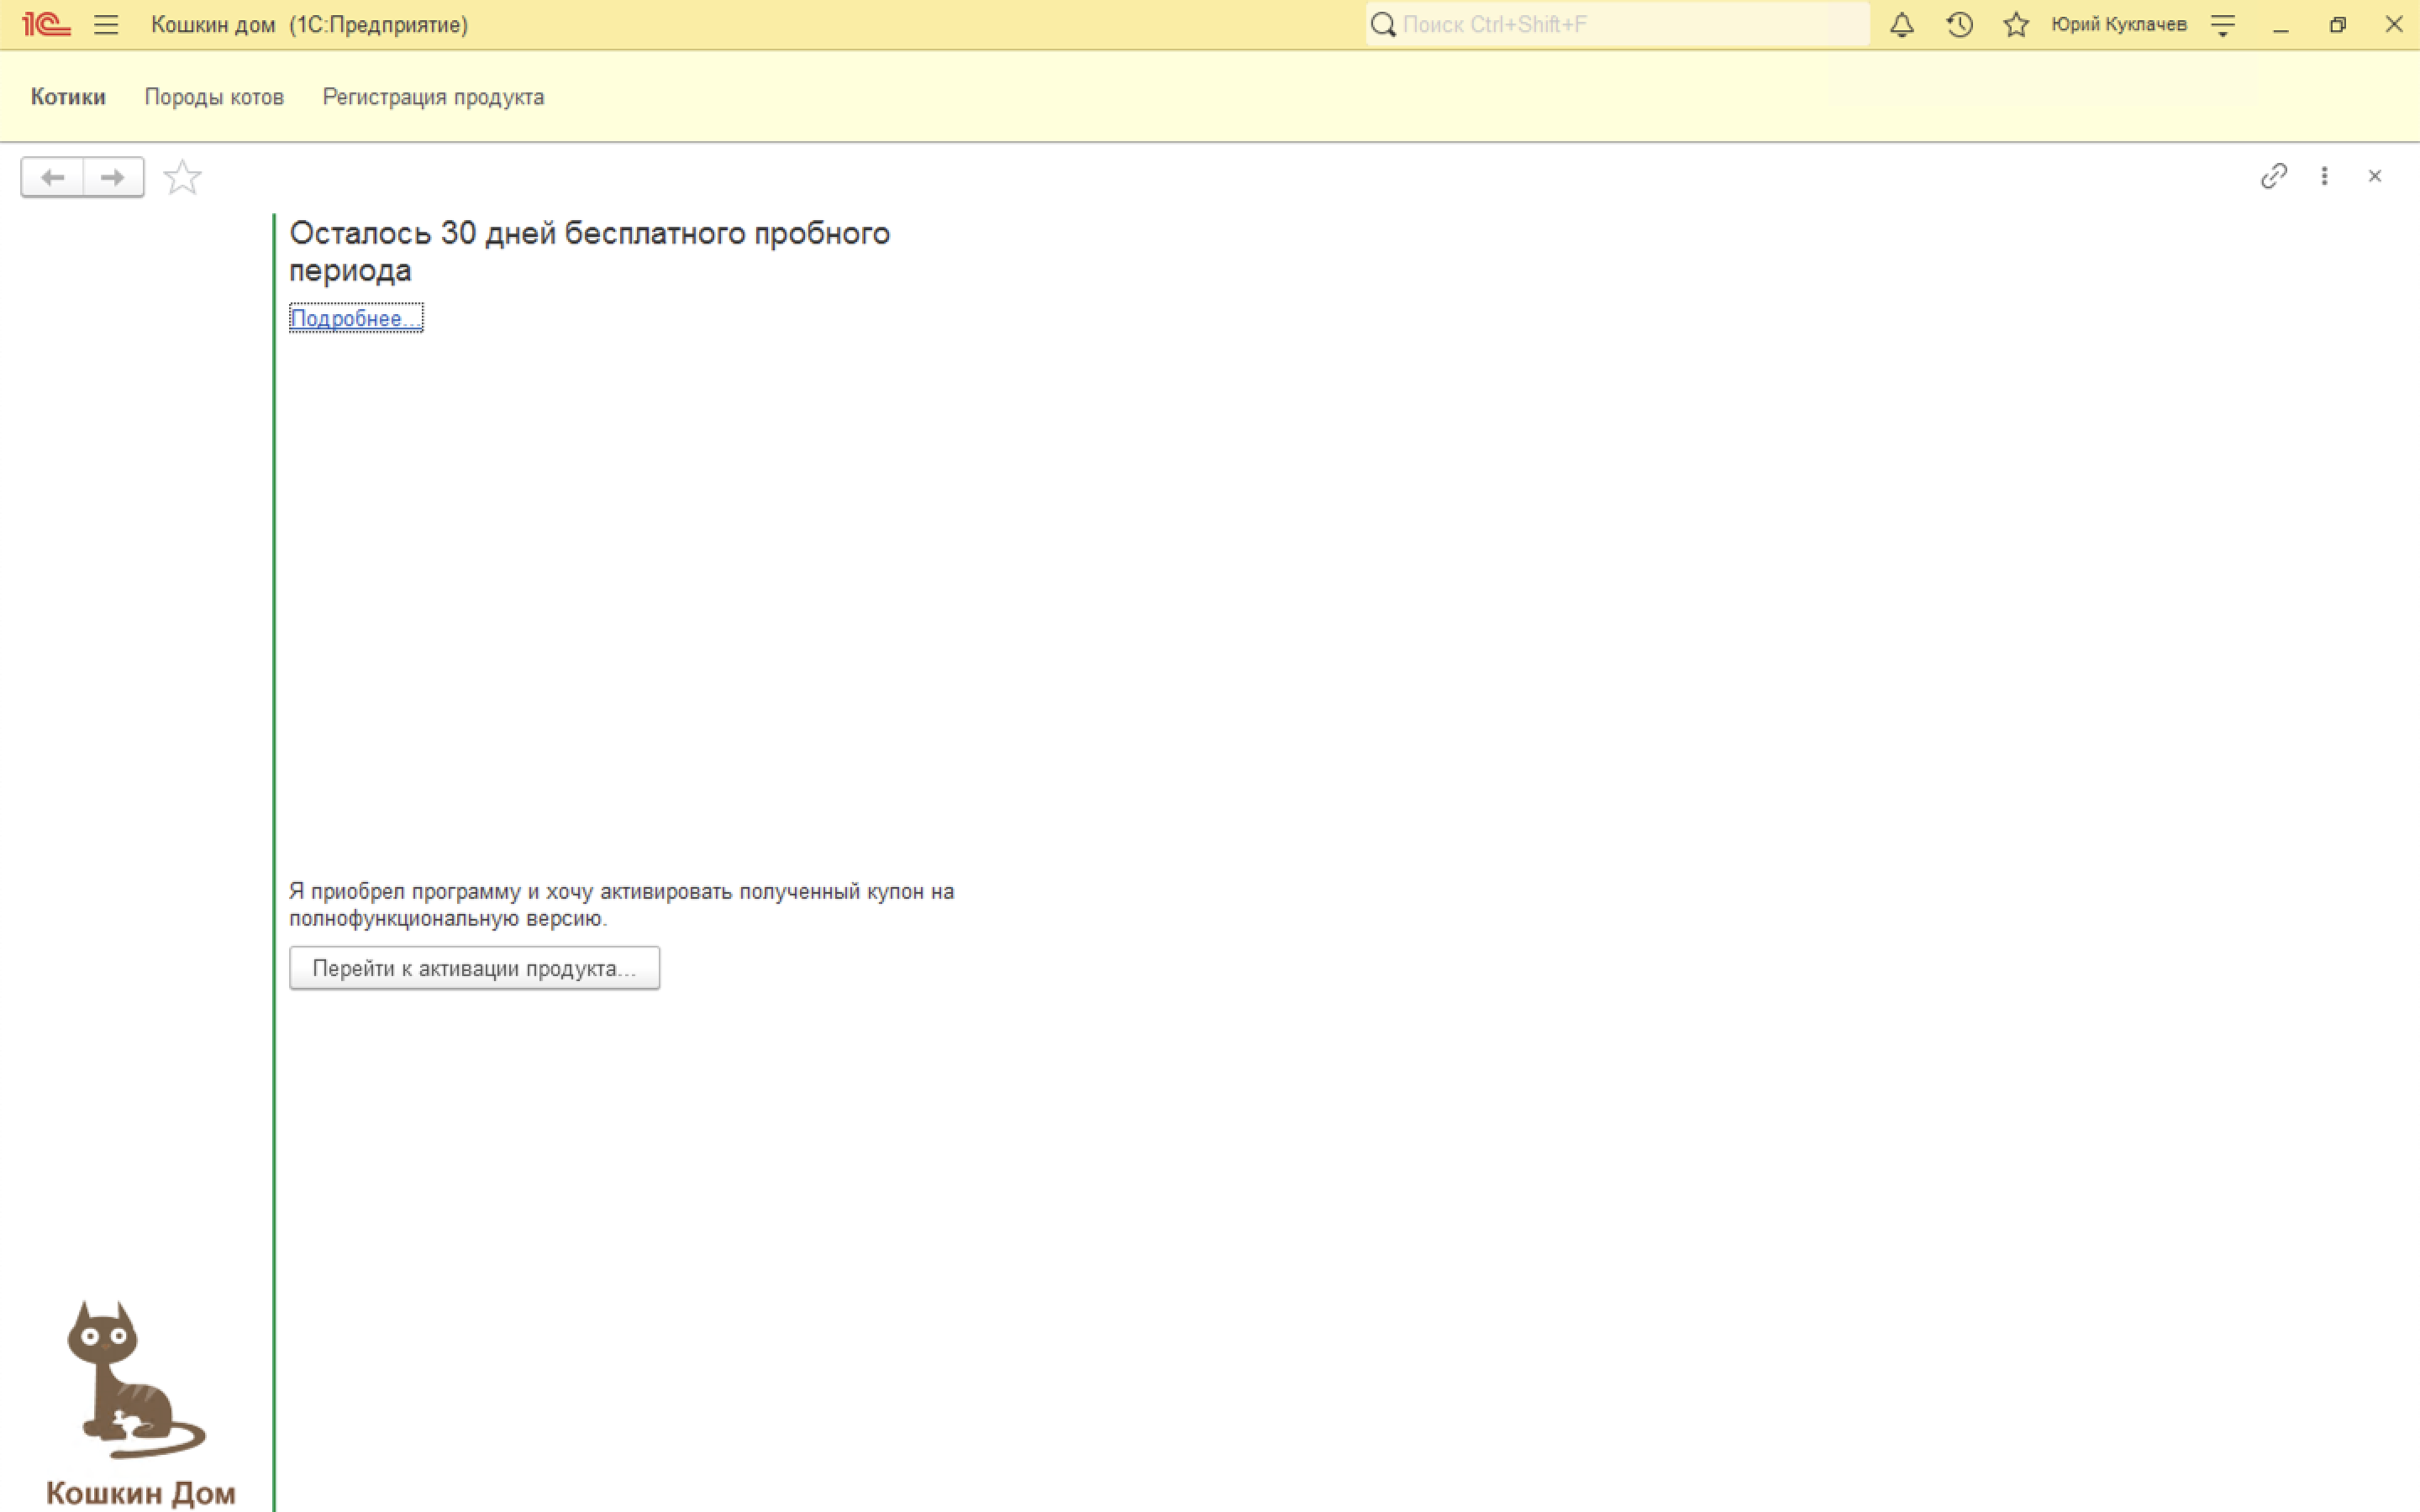 1С Кошкин дом (1С:Предприятие) Поиск Ctrl+Shift+F Юрий Куклачев
Котики Породы котов Регистрация продукта
Осталось 30 дней бесплатного пробного
периода
Подробнее...
Я приобрел программу и хочу активировать полученный купон на
полнофункциональную версию.
Перейти к активации продукта...
Кошкин Дом